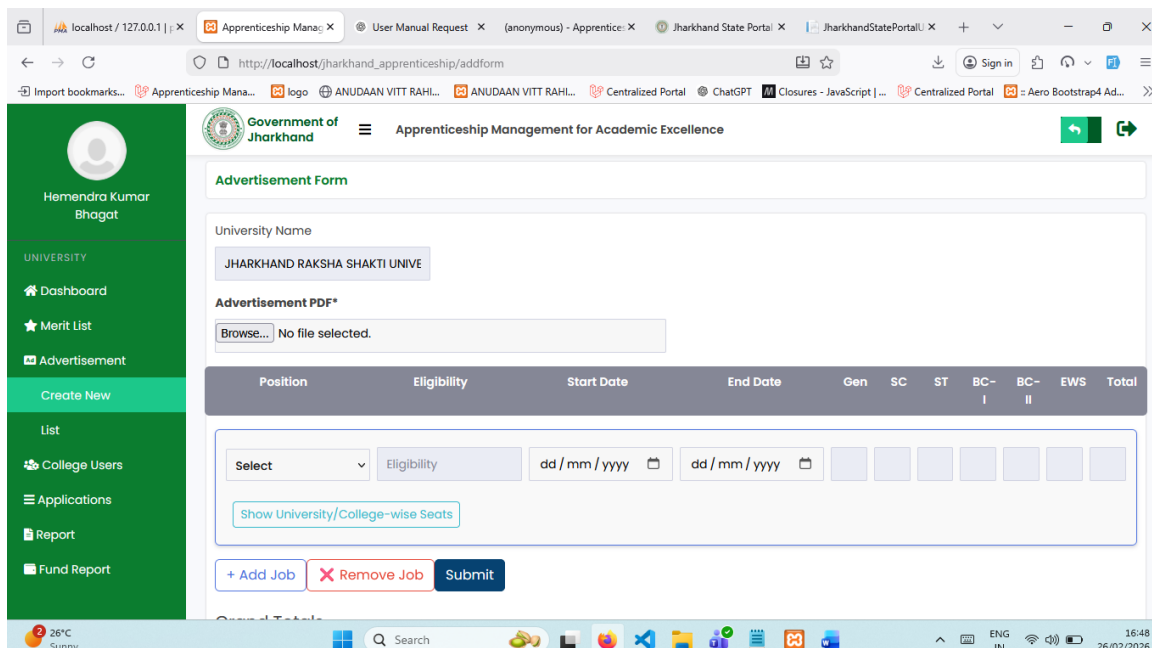 localhost / 127.0.0.1 | p
Apprenticeship Manag
User Manual Request
(anonymous) - Apprentice
Jharkhand State Portal
JharkhandStatePortalU
http://localhost/jharkhand_apprenticeship/addform
Sign in
Import bookmarks...
Apprenticeship Mana...
logo
ANUDAAN VITT RAHI...
ANUDAAN VITT RAHI...
Centralized Portal
ChatGPT
Closures - JavaScript | ...
Centralized Portal
:: Aero Bootstrap4 Ad...
Government of
Jharkhand
Apprenticeship Management for Academic Excellence
Hemendra Kumar
Bhagat
UNIVERSITY
Dashboard
Merit List
Ad Advertisement
Create New
List
College Users
Applications
Report
Fund Report
Advertisement Form
University Name
JHARKHAND RAKSHA SHAKTI UNIVE
Advertisement PDF*
Browse... No file selected.
Position Eligibility Start Date End Date Gen SC ST BC-I BC-II EWS Total
Select Eligibility dd / mm / yyyy dd / mm / yyyy
Show University/College-wise Seats
+ Add Job Remove Job Submit
Grand Totals
2 26°C
Sunny
Search
ENG
IN
16:48
26/02/2026